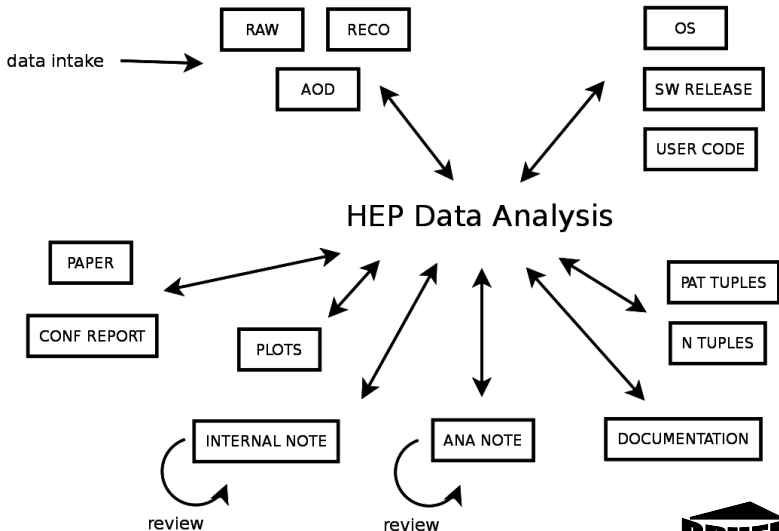 RAW
RECO
OS
data intake
AOD
SW RELEASE
USER CODE
HEP Data Analysis
PAPER
PAT TUPLES
CONF REPORT
PLOTS
N TUPLES
INTERNAL NOTE
ANA NOTE
DOCUMENTATION
review
review